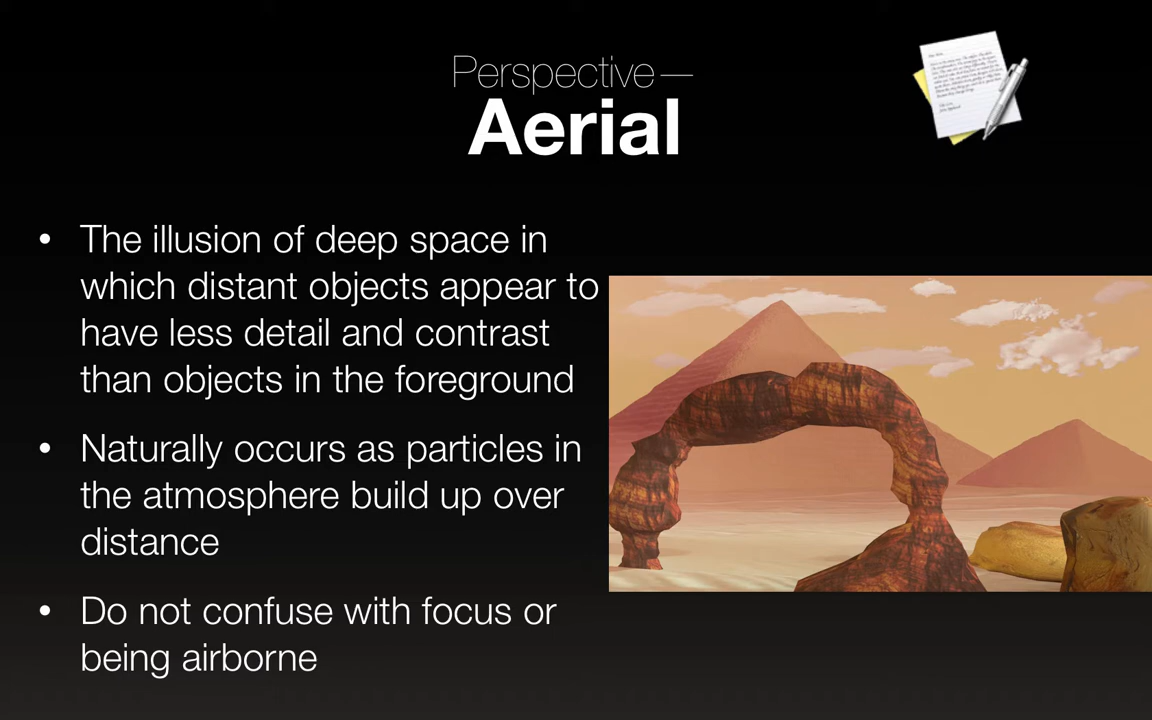 Perspective—
Aerial
• The illusion of deep space in
which distant objects appear to
have less detail and contrast
than objects in the foreground
• Naturally occurs as particles in
the atmosphere build up over
distance
• Do not confuse with focus or
being airborne